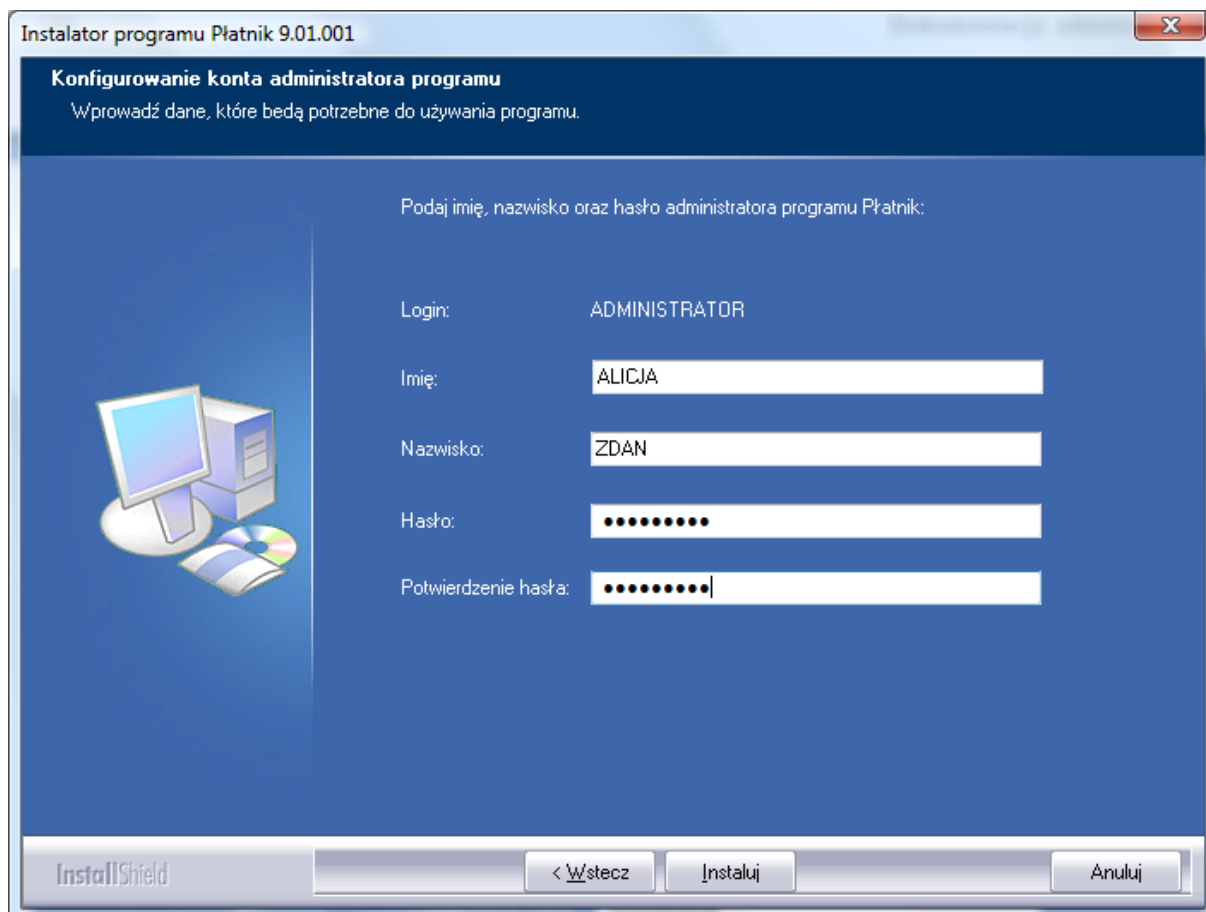 Instalator programu Płatnik 9.01.001
Konfigurowanie konta administratora programu
Wprowadź dane, które bedą potrzebne do używania programu.
Podaj imię, nazwisko oraz hasło administratora programu Płatnik:
Login: ADMINISTRATOR
Imię: ALICJA
Nazwisko: ZDAN
Hasło: •••••••••
Potwierdzenie hasła: •••••••••
InstallShield
< Wstecz Instaluj Anuluj